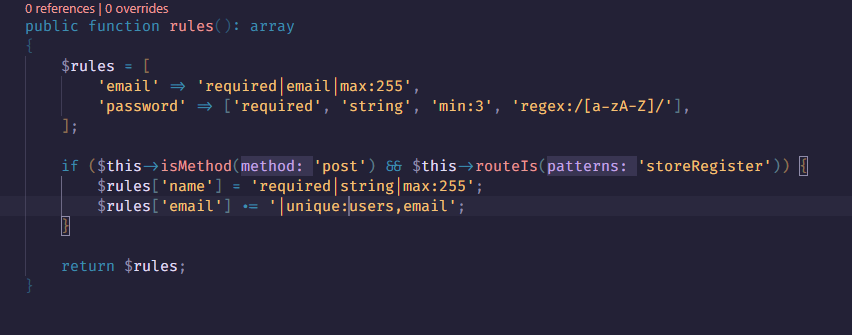 0 references | 0 overrides
public function rules(): array
{
    $rules = [
        'email' => 'required|email|max:255',
        'password' => ['required', 'string', 'min:3', 'regex:/[a-zA-Z]/'],
    ];
    if ($this->isMethod(method: 'post') && $this->routeIs(patterns: 'storeRegister')) {
        $rules['name'] = 'required|string|max:255';
        $rules['email'] .= '|unique:users,email';
    }
    return $rules;
}